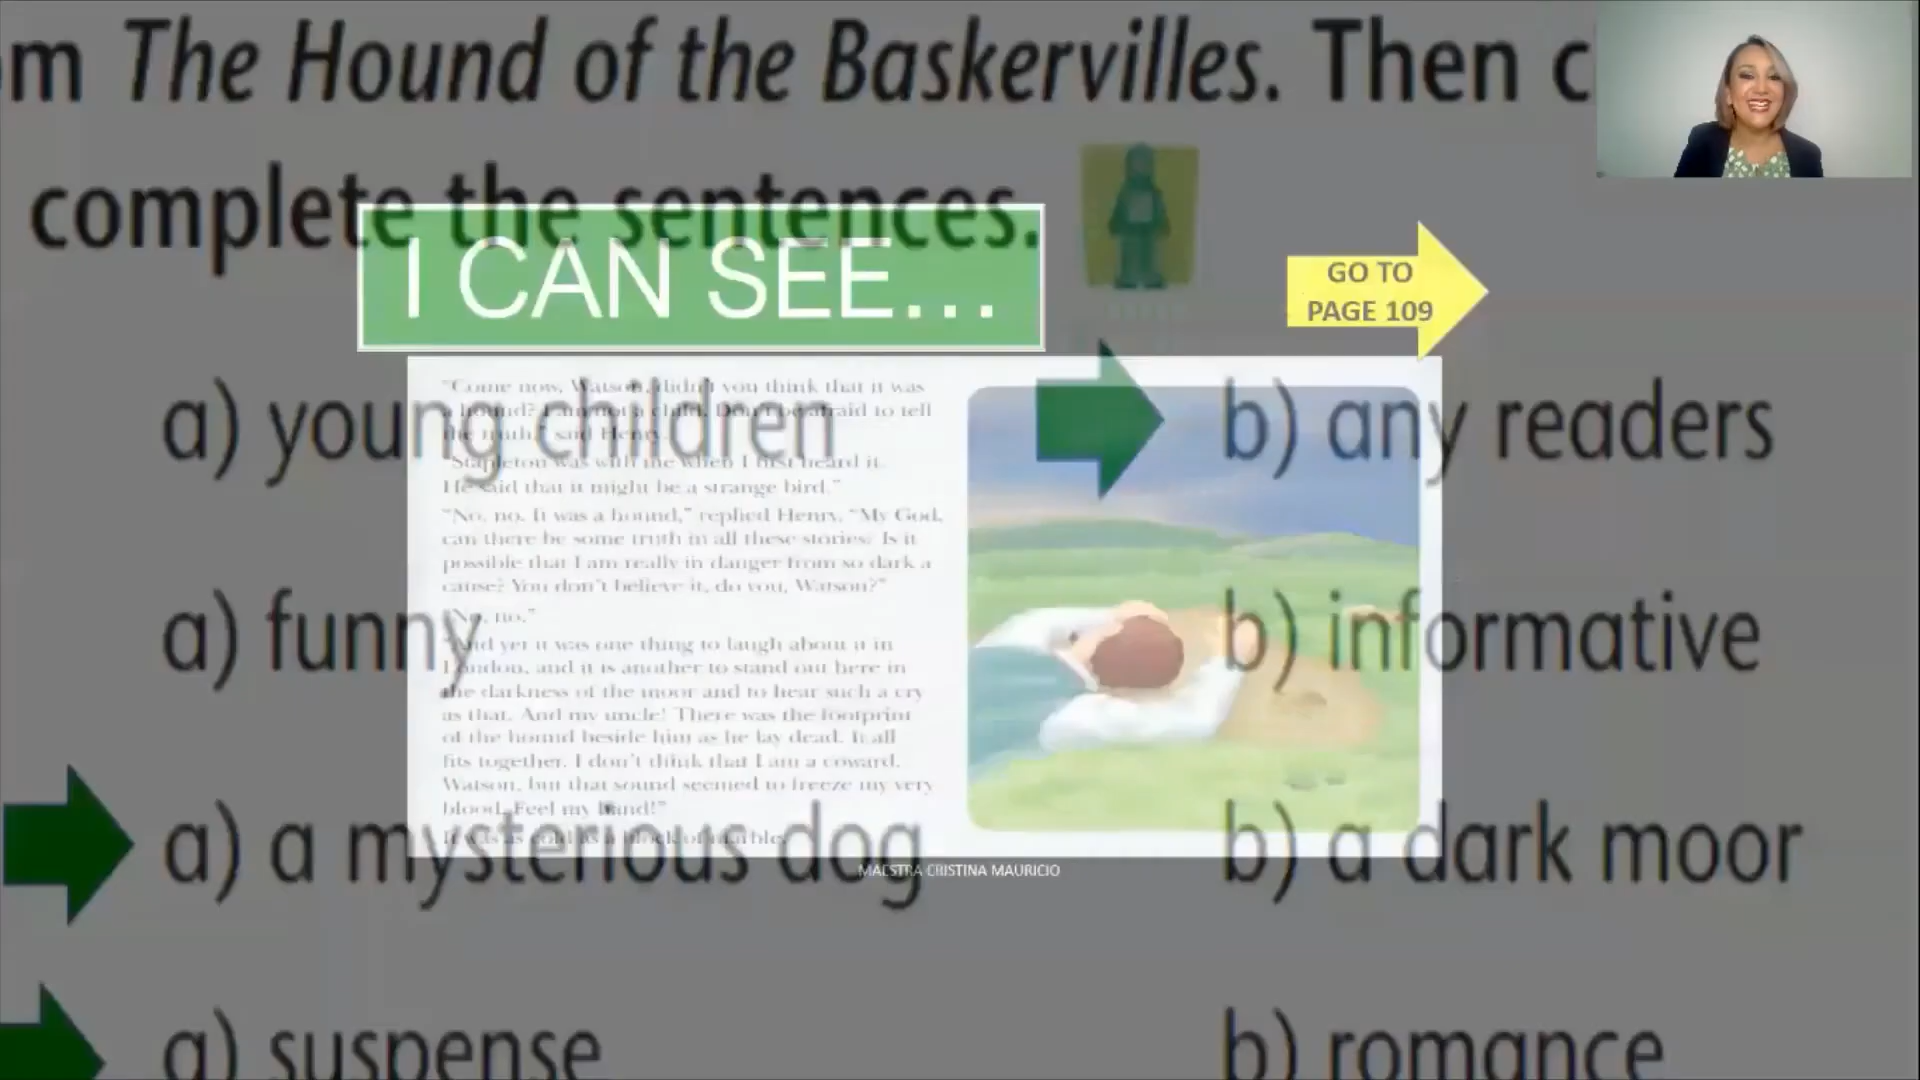 m The Hound of the Baskervilles. Then c
complete the sentences.
I CAN SEE...
GO TO
PAGE 109
a) young children
b) any readers
"Come now, Watson, didn't you think that it was
a hound? I am not a child. Don't be afraid to tell
the truth," said Henry.
"Stapleton was with me when I first heard it.
He said that it might be a strange bird."
"No, no. It was a hound," replied Henry. "My God,
can there be some truth in all these stories? Is it
possible that I am really in danger from so dark a
cause? You don't believe it, do you, Watson?"
"No, no."
"And yet it was one thing to laugh about it in
London, and it is another to stand out here in
the darkness of the moor and to hear such a cry
as that. And my uncle! There was the footprint
of the hound beside him as he lay dead. It all
fits together. I don't think that I am a coward,
Watson, but that sound seemed to freeze my very
blood. Feel my hand!"
It was as cold as a block of marble.
a) funny
b) informative
a) a mysterious dog
b) a dark moor
MAESTRA CRISTINA MAURICIO
a) suspense
b) romance